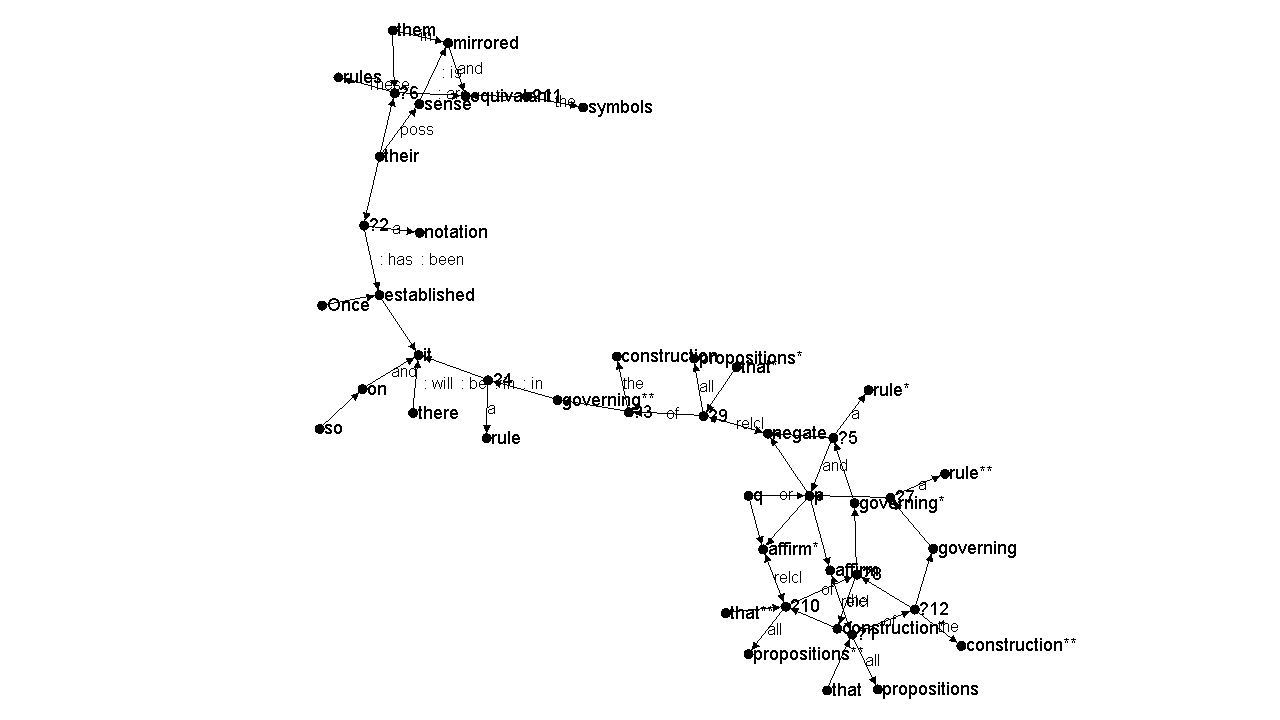 them
in
mrrored
: is
and
rules
these
?6
sense
: are
equivalent
?11
the
symbols
poss
their
?2
a
notation
: has : been
Once
established
it
and
on
: will : be
: in
?4
there
so
a
rule
governing**
construction
the
propositions*
that*
all
?3
of
?9
relcl
negate
?5
a
rule*
and
q
or
p
?7
a
rule**
governing*
affirm*
governing
relcl
affirm
?8
of
relcl
the
that**
?10
?12
of
construction*
the
?1
construction**
all
propositions**
all
that
propositions